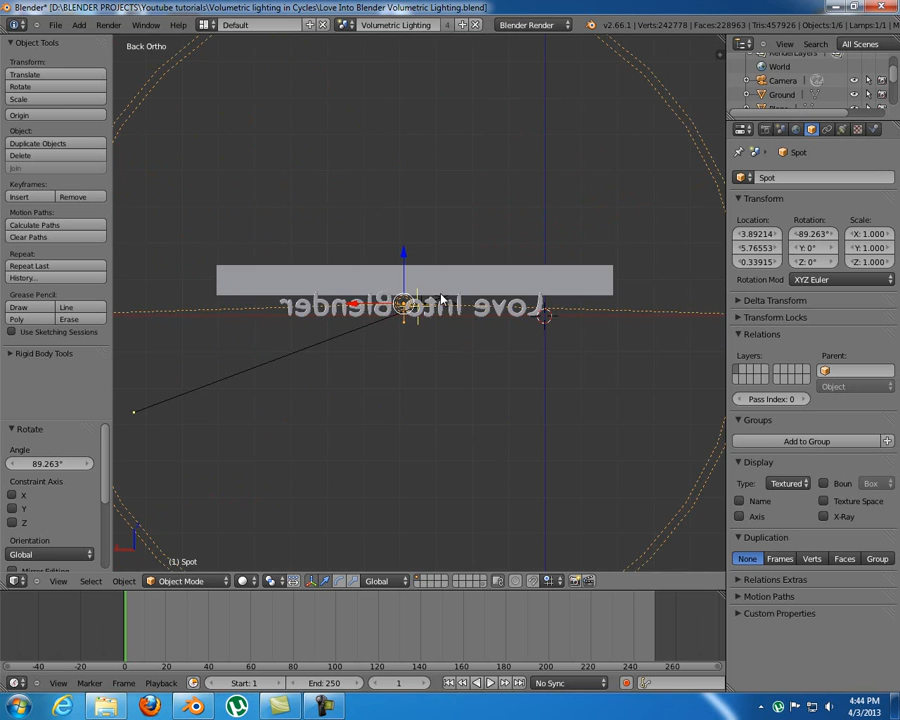 Blender* [D:\BLENDER PROJECTS\Youtube tutorials\Volumetric lighting in Cycles\Love Into Blender Volumetric Lighting.blend]
File Add Render Window Help Default Volumetric Lighting 4 Blender Render v2.66.1 | Verts:242778 | Faces:228963 | Tris:457926 | Objects:1/6 | Lamps:1/1 |
Object Tools
Transform:
Translate
Rotate
Scale
Origin
Object:
Duplicate Objects
Delete
Join
Keyframes:
Insert Remove
Motion Paths:
Calculate Paths
Clear Paths
Repeat:
Repeat Last
History...
Grease Pencil:
Draw Line
Poly Erase
Use Sketching Sessions
Rigid Body Tools
Rotate
Angle
89.263°
Constraint Axis
X
Y
Z
Orientation
Global
Back Ortho
Love Into Blender
(1) Spot
View Select Object Object Mode Global
View Search All Scenes
World
Camera
Ground
Spot
Spot
Transform
Location: Rotation: Scale:
3.89214 -89.263° X: 1.000
5.76553 Y: 0° Y: 1.000
0.33915 Z: 0° Z: 1.000
Rotation Mod XYZ Euler
Delta Transform
Transform Locks
Relations
Layers: Parent:
Object
Pass Index: 0
Groups
Add to Group
Display
Type: Textured Boun Box
Name Texture Space
Axis X-Ray
Duplication
None Frames Verts Faces Group
Relations Extras
Motion Paths
Custom Properties
-40 -20 0 20 40 60 80 100 120 140 160 180 200 220 240 260 280
View Marker Frame Playback Start: 1 End: 250 1 No Sync
4:44 PM
4/3/2013